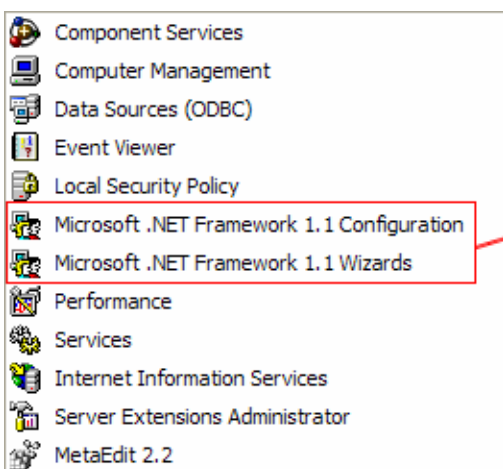 Component Services
Computer Management
Data Sources (ODBC)
Event Viewer
Local Security Policy
Microsoft .NET Framework 1.1 Configuration
Microsoft .NET Framework 1.1 Wizards
Performance
Services
Internet Information Services
Server Extensions Administrator
MetaEdit 2.2